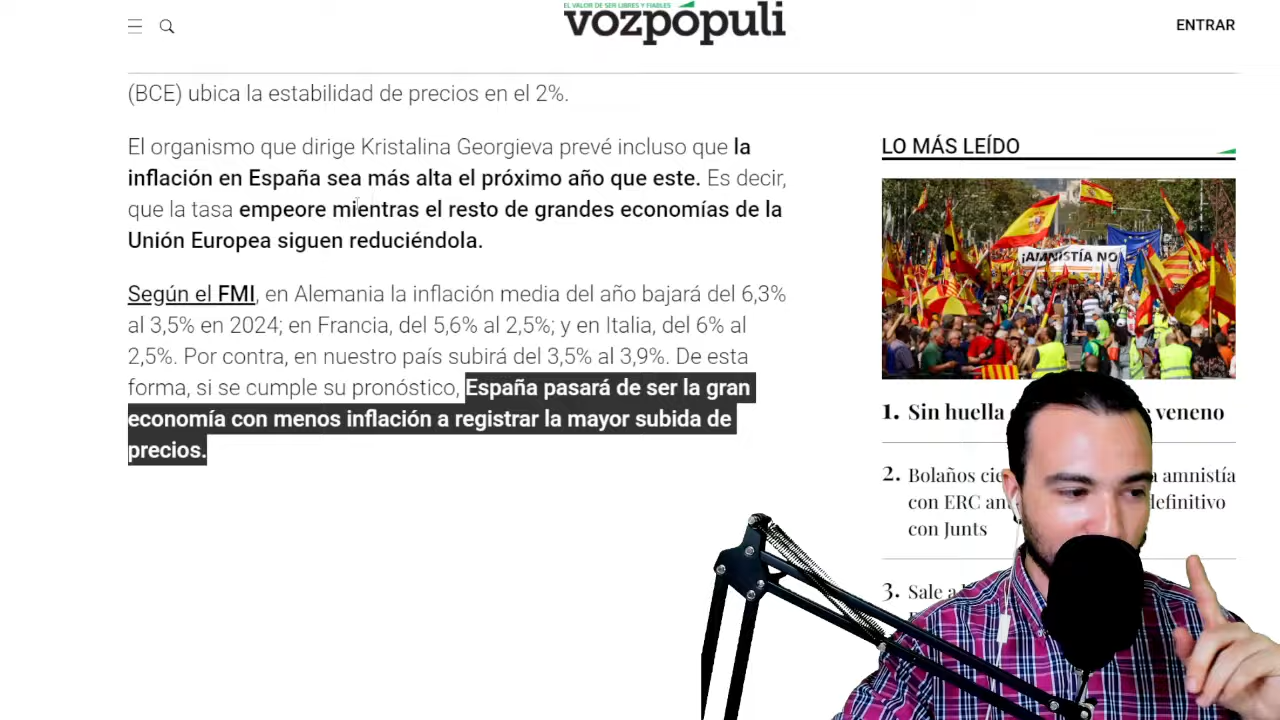 EL VALOR DE SER LIBRES Y FIABLES
vozpópuli
ENTRAR
(BCE) ubica la estabilidad de precios en el 2%.
El organismo que dirige Kristalina Georgieva prevé incluso que la
inflación en España sea más alta el próximo año que este. Es decir,
que la tasa empeore mientras el resto de grandes economías de la
Unión Europea siguen reduciéndola.
Según el FMI, en Alemania la inflación media del año bajará del 6,3%
al 3,5% en 2024; en Francia, del 5,6% al 2,5%; y en Italia, del 6% al
2,5%. Por contra, en nuestro país subirá del 3,5% al 3,9%. De esta
forma, si se cumple su pronóstico, España pasará de ser la gran
economía con menos inflación a registrar la mayor subida de
precios.
LO MÁS LEÍDO
¡AMNISTÍA NO
1. Sin huella veneno
2. Bolaños amnistía
con ERC definitivo
con Junts
3. Sale